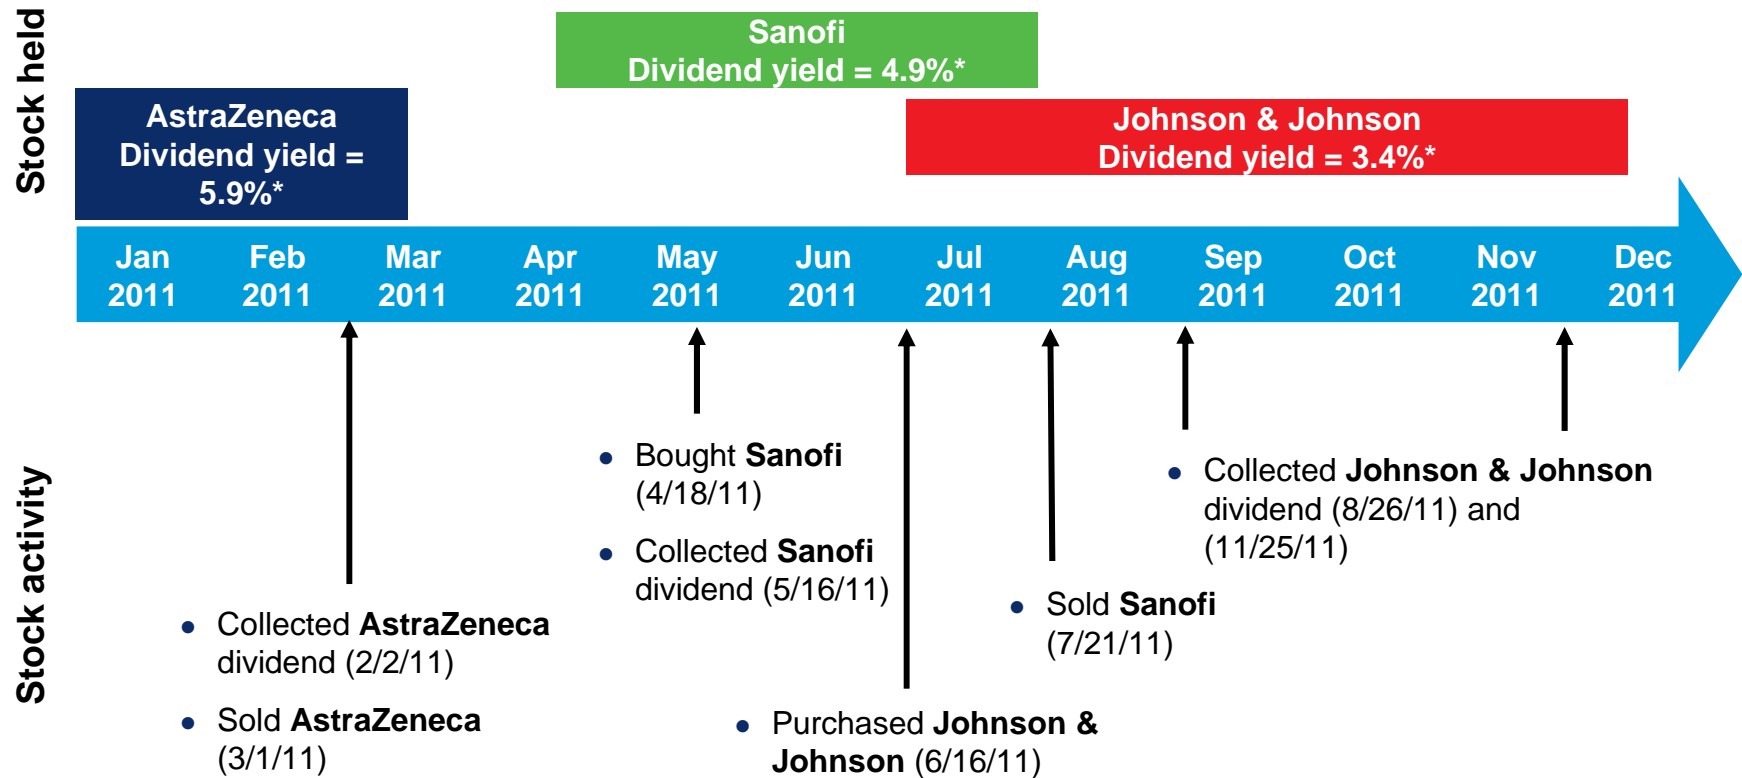 Stock held
Sanofi
Dividend yield = 4.9%*
AstraZeneca
Dividend yield =
5.9%*
Johnson & Johnson
Dividend yield = 3.4%*
Jan
2011
Feb
2011
Mar
2011
Apr
2011
May
2011
Jun
2011
Jul
2011
Aug
2011
Sep
2011
Oct
2011
Nov
2011
Dec
2011
Stock activity
• Collected AstraZeneca
dividend (2/2/11)
• Sold AstraZeneca
(3/1/11)
• Bought Sanofi
(4/18/11)
• Collected Sanofi
dividend (5/16/11)
• Purchased Johnson &
Johnson (6/16/11)
• Sold Sanofi
(7/21/11)
• Collected Johnson & Johnson
dividend (8/26/11) and
(11/25/11)